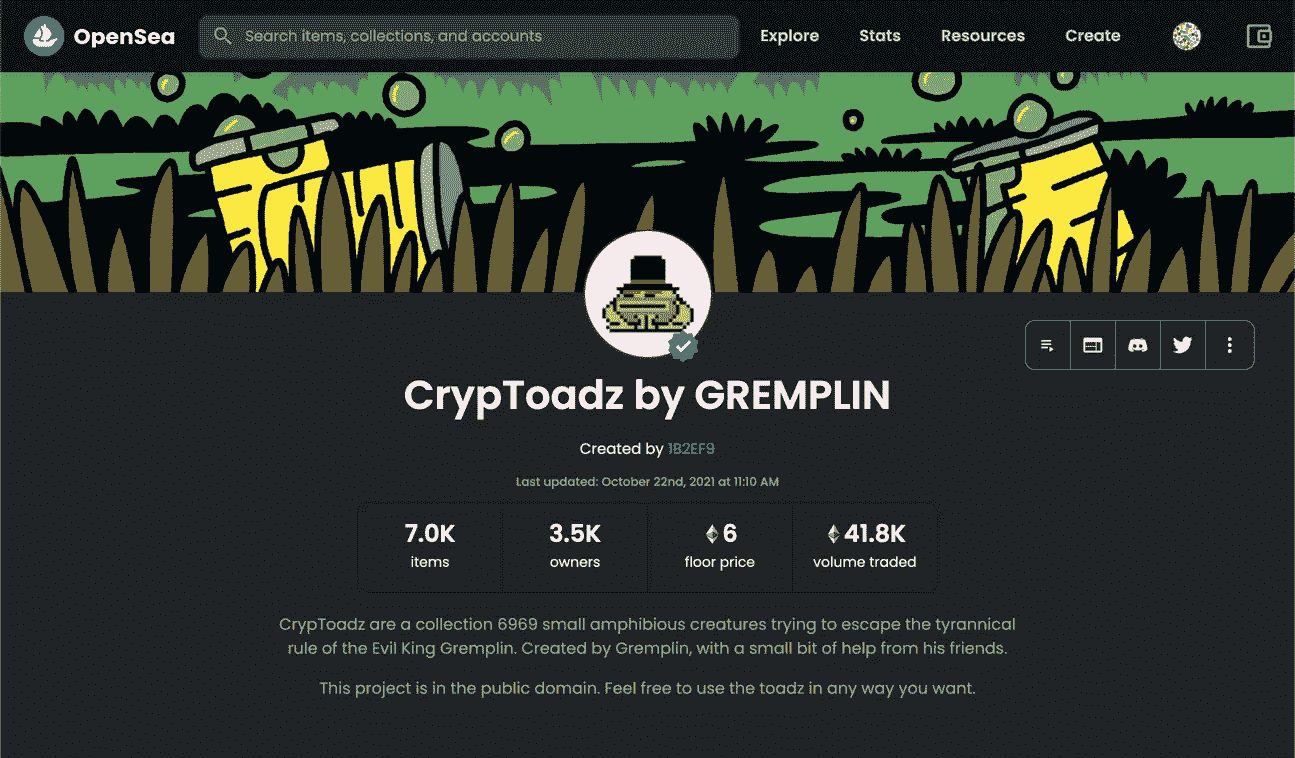 OpenSea
Search items, collections, and accounts
Explore
Stats
Resources
Create
CrypToadz by GREMPLIN
Created by 1B2EF9
Last updated: October 22nd, 2021 at 11:10 AM
7.0K
items
3.5K
owners
6
floor price
41.8K
volume traded
CrypToadz are a collection 6969 small amphibious creatures trying to escape the tyrannical
rule of the Evil King Gremplin. Created by Gremplin, with a small bit of help from his friends.
This project is in the public domain. Feel free to use the toadz in any way you want.